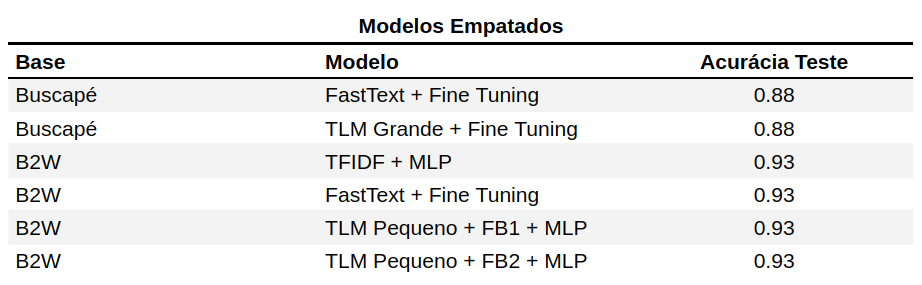 Modelos Empatados
Base Modelo Acurácia Teste
Buscapé FastText + Fine Tuning 0.88
Buscapé TLM Grande + Fine Tuning 0.88
B2W TFIDF + MLP 0.93
B2W FastText + Fine Tuning 0.93
B2W TLM Pequeno + FB1 + MLP 0.93
B2W TLM Pequeno + FB2 + MLP 0.93